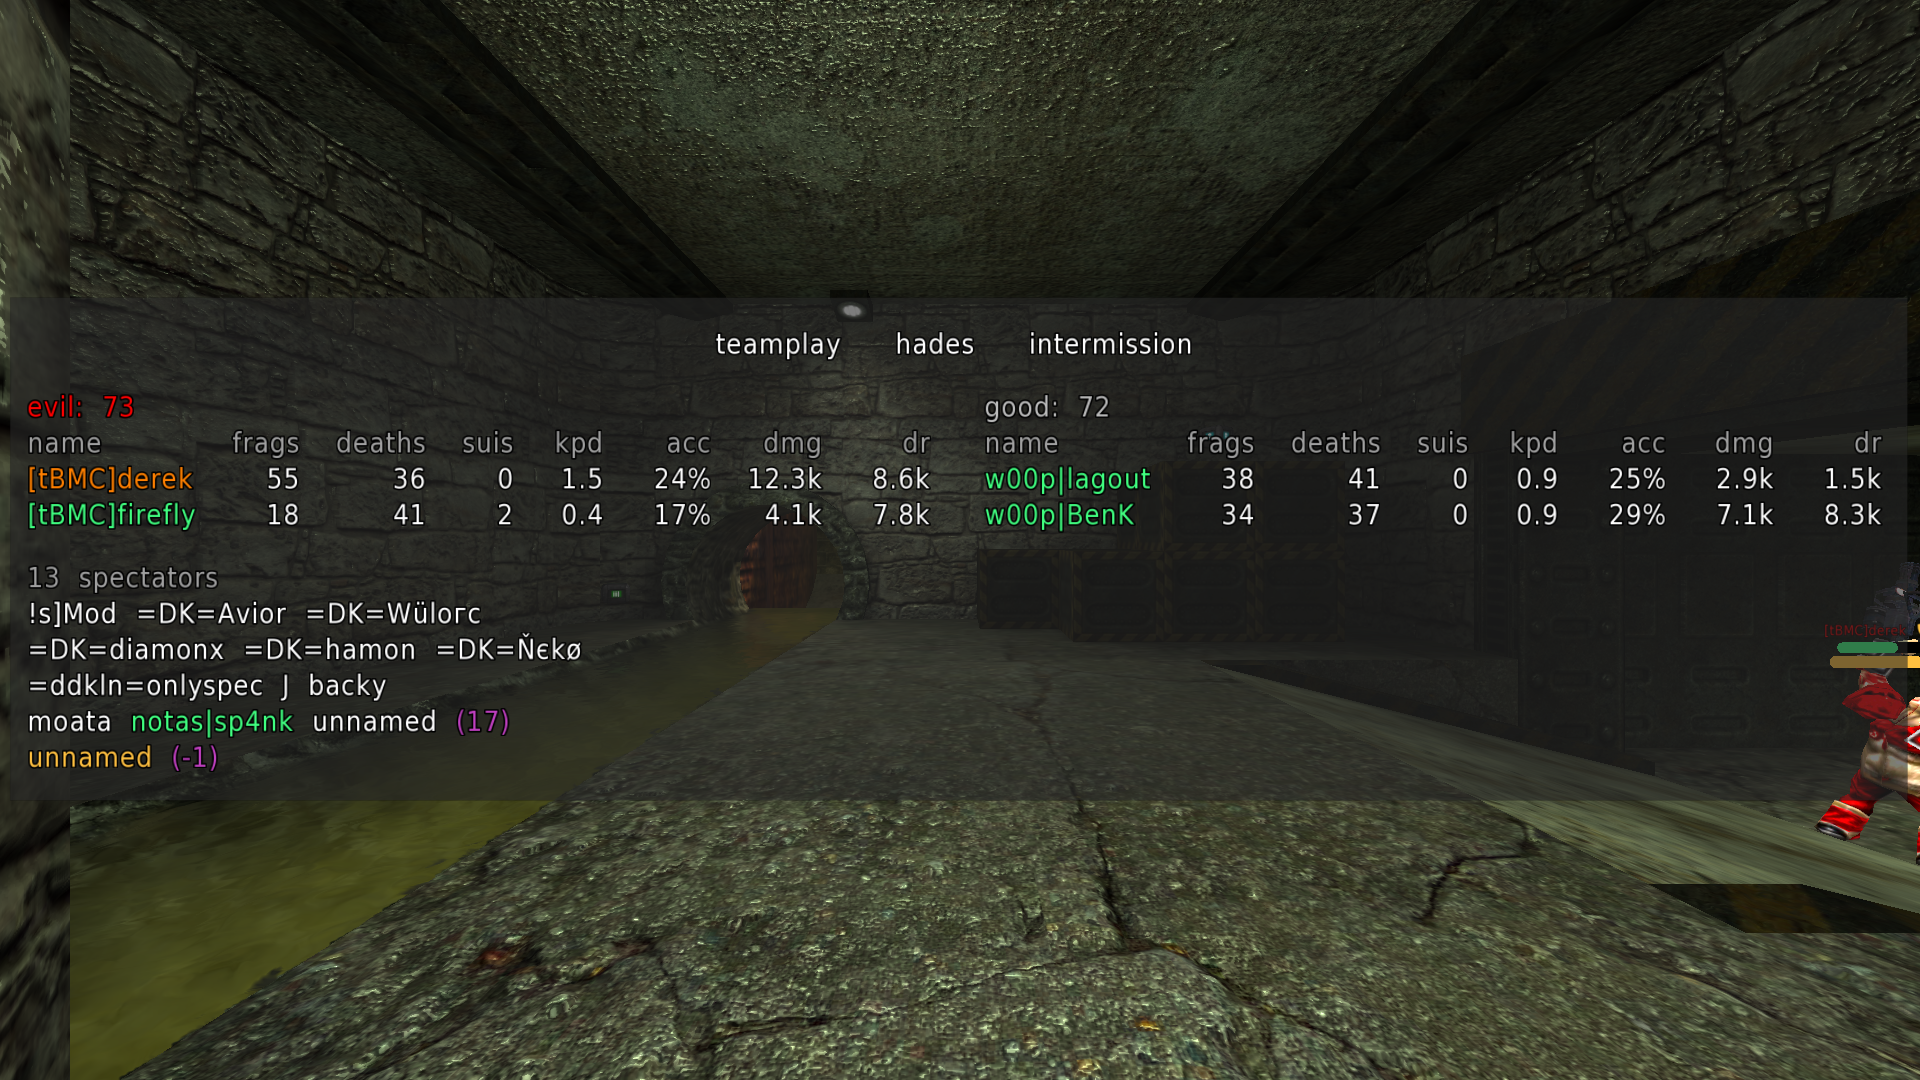 teamplay hades intermission
evil: 73
name frags deaths suis kpd acc dmg dr
[tBMC]derek 55 36 0 1.5 24% 12.3k 8.6k
[tBMC]firefly 18 41 2 0.4 17% 4.1k 7.8k
good: 72
name frags deaths suis kpd acc dmg dr
w00p|lagout 38 41 0 0.9 25% 2.9k 1.5k
w00p|BenK 34 37 0 0.9 29% 7.1k 8.3k
13 spectators
!s]Mod =DK=Avior =DK=Wülorc
=DK=diamonx =DK=hamon =DK=Ňєkø
=ddkln=onlyspec J backy
moata notas|sp4nk unnamed (17)
unnamed (-1)
[tBMC]derek